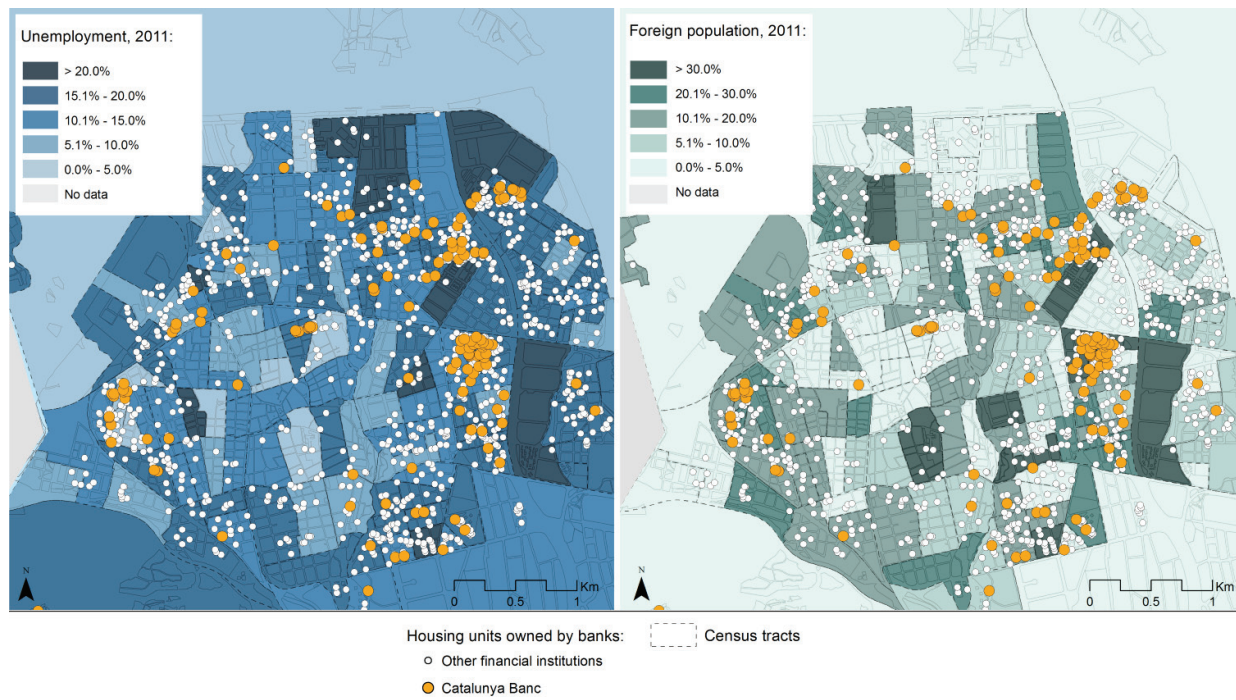 Unemployment, 2011:
> 20.0%
15.1% - 20.0%
10.1% - 15.0%
5.1% - 10.0%
0.0% - 5.0%
No data
N
Km
0 0.5 1
Foreign population, 2011:
> 30.0%
20.1% - 30.0%
10.1% - 20.0%
5.1% - 10.0%
0.0% - 5.0%
No data
N
Km
0 0.5 1
Housing units owned by banks:
Census tracts
Other financial institutions
Catalunya Banc